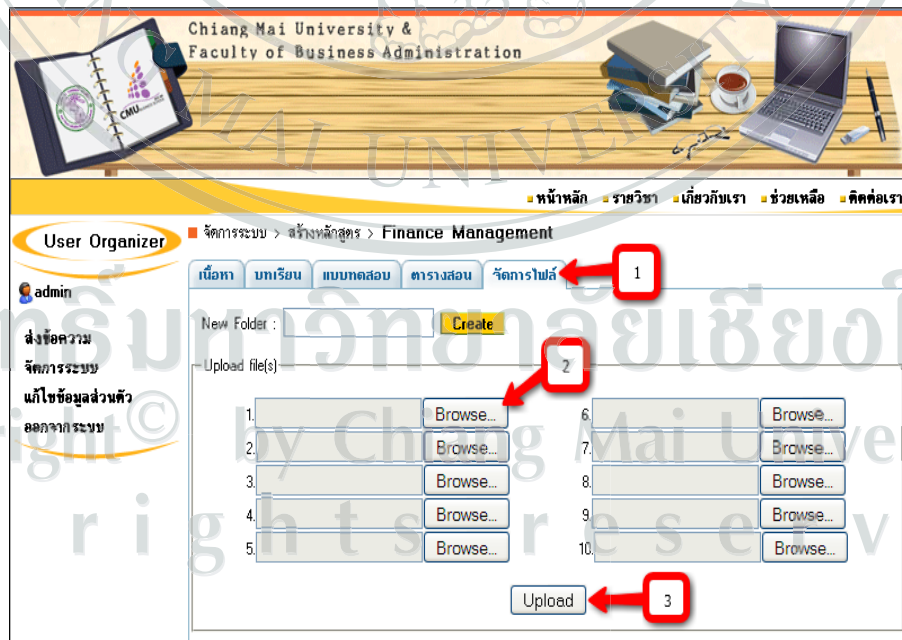 Chiang Mai University &
Faculty of Business Administration
CMU
หน้าหลัก รายวิชา เกี่ยวกับเรา ช่วยเหลือ ติดต่อเรา
User Organizer
จัดการระบบ > สร้างหลักสูตร > Finance Management
เนื้อหา บทเรียน แบบทดสอบ ตารางสอน จัดการไฟล์
1
admin
ส่งข้อความ
จัดการระบบ
แก้ไขข้อมูลส่วนตัว
ออกจากระบบ
New Folder : Create
Upload file(s)
2
1. Browse... 6. Browse...
2. Browse... 7. Browse...
3. Browse... 8. Browse...
4. Browse... 9. Browse...
5. Browse... 10. Browse...
Upload
3
MAI UNIVERSITY
by Chiang Mai
rights reserv